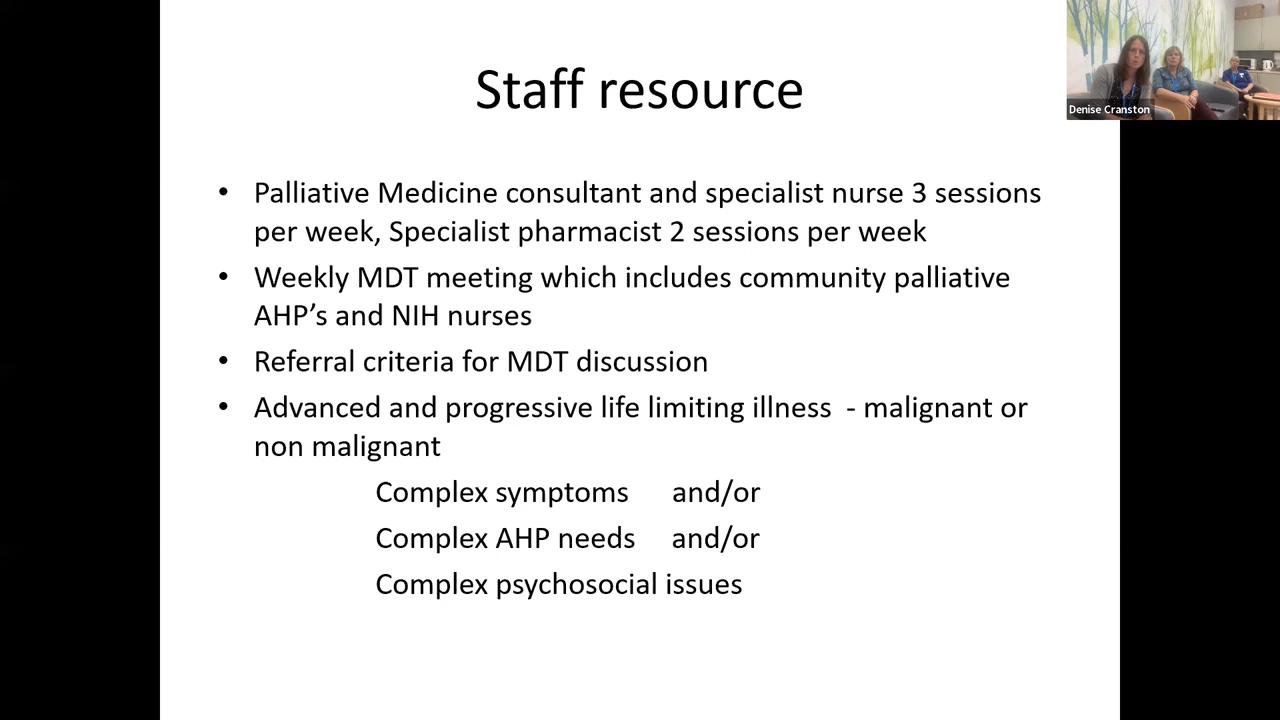 Staff resource
Denise Cranston
• Palliative Medicine consultant and specialist nurse 3 sessions
per week, Specialist pharmacist 2 sessions per week
• Weekly MDT meeting which includes community palliative
AHP’s and NIH nurses
• Referral criteria for MDT discussion
• Advanced and progressive life limiting illness - malignant or
non malignant
Complex symptoms and/or
Complex AHP needs and/or
Complex psychosocial issues